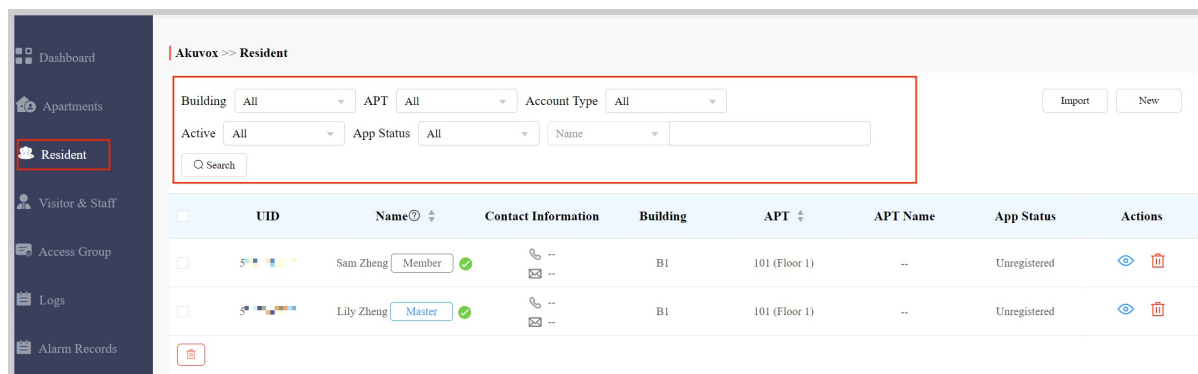 Dashboard
Apartments
Resident
Visitor & Staff
Access Group
Logs
Alarm Records
Akuvox >> Resident
Building All APT All Account Type All
Active All App Status All Name
Search
Import New
UID Name Contact Information Building APT APT Name App Status Actions
5 Sam Zheng Member -- -- B1 101 (Floor 1) -- Unregistered
5 Lily Zheng Master -- -- B1 101 (Floor 1) -- Unregistered